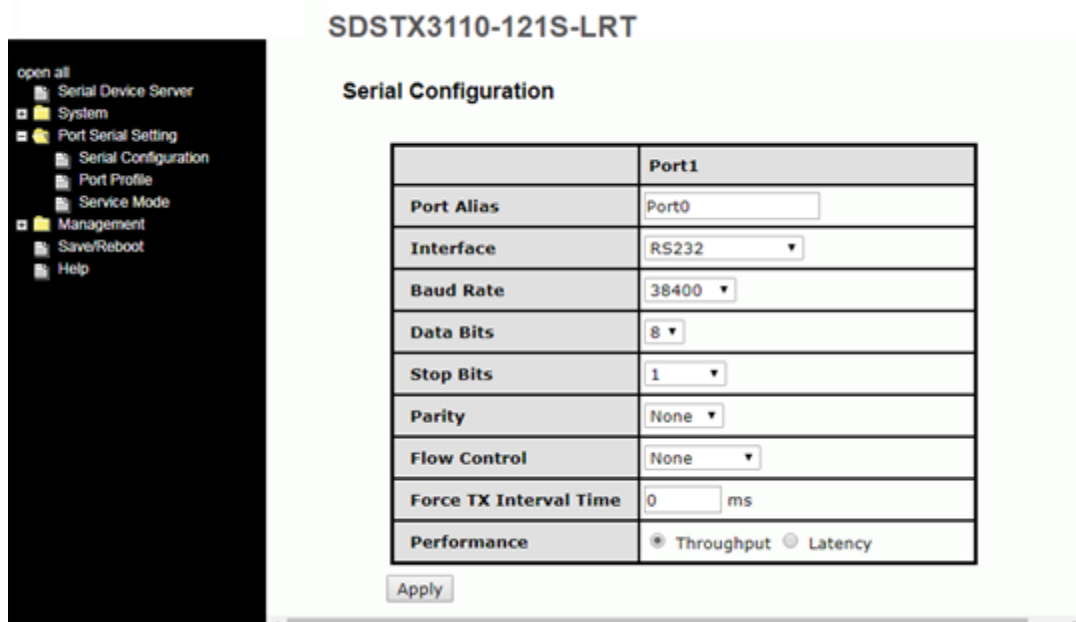 SDSTX3110-121S-LRT
open all
Serial Device Server
System
Port Serial Setting
Serial Configuration
Port Profile
Service Mode
Management
Save/Reboot
Help
Serial Configuration
Port1
Port Alias Port0
Interface RS232
Baud Rate 38400
Data Bits 8
Stop Bits 1
Parity None
Flow Control None
Force TX Interval Time 0 ms
Performance Throughput Latency
Apply